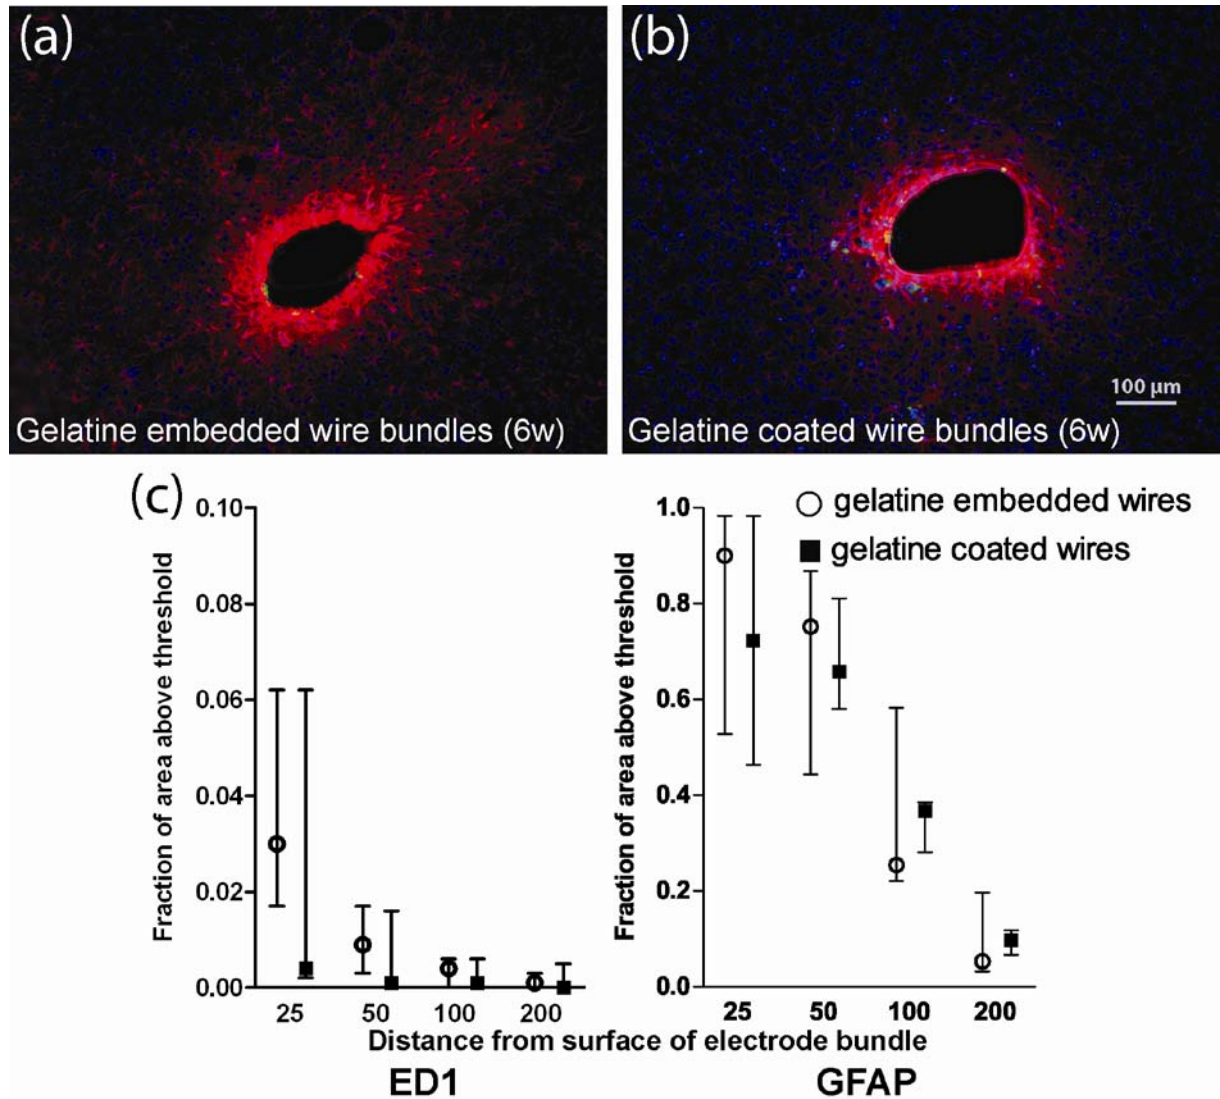 (a)
Gelatine embedded wire bundles (6w)
(b)
100 µm
Gelatine coated wire bundles (6w)
(c)
Fraction of area above threshold
0.10
0.08
0.06
0.04
0.02
0.00
25 50 100 200
Fraction of area above threshold
1.0
0.8
0.6
0.4
0.2
0.0
25 50 100 200
gelatine embedded wires
gelatine coated wires
Distance from surface of electrode bundle
ED1
GFAP